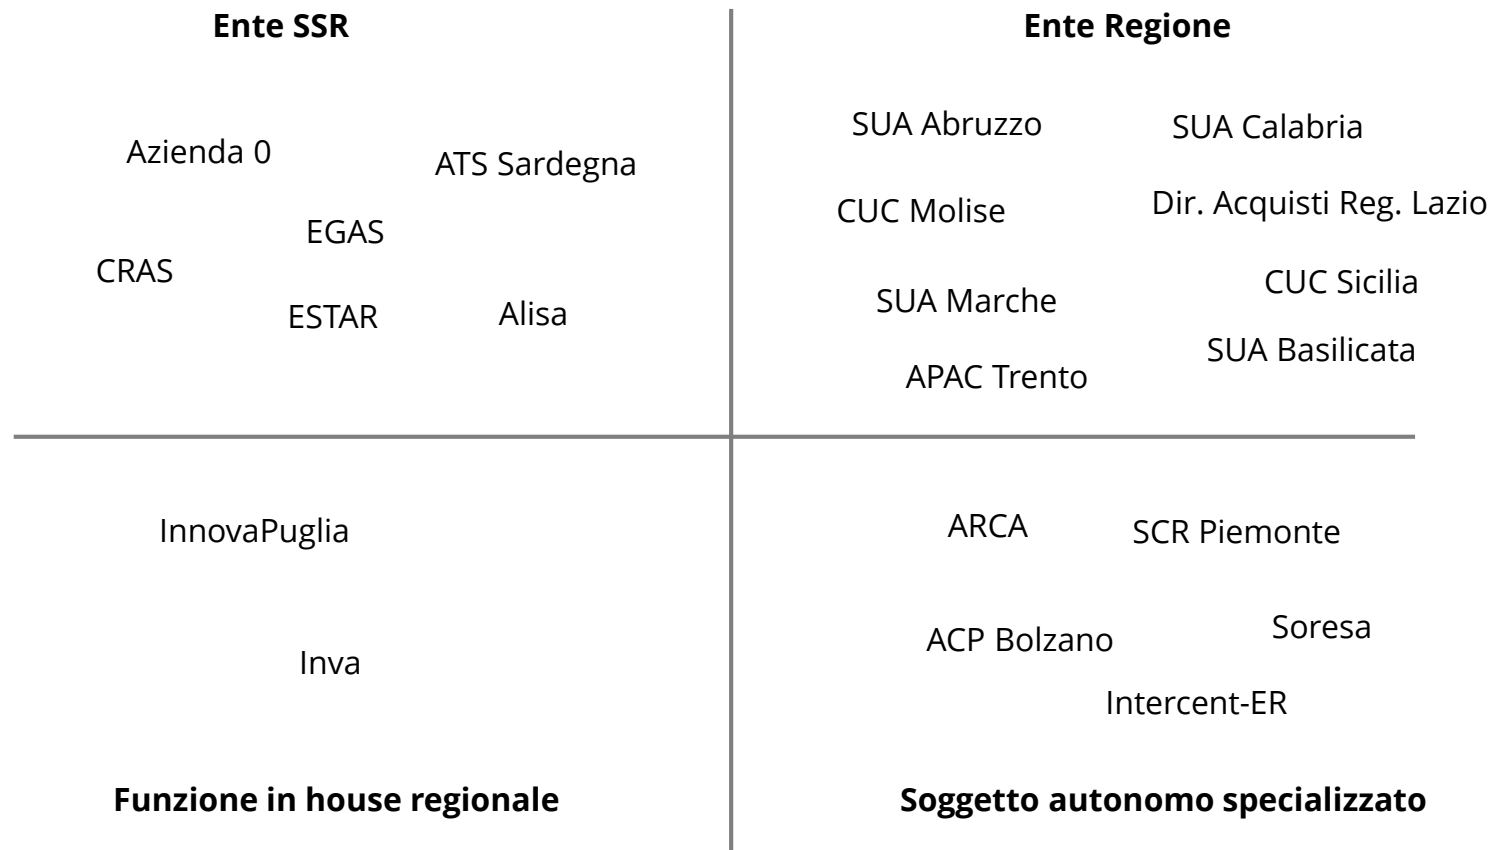 Ente SSR
Azienda 0
ATS Sardegna
EGAS
CRAS
ESTAR
Alisa
Ente Regione
SUA Abruzzo
SUA Calabria
CUC Molise
Dir. Acquisti Reg. Lazio
CUC Sicilia
SUA Marche
SUA Basilicata
APAC Trento
InnovaPuglia
Inva
Funzione in house regionale
ARCA
SCR Piemonte
ACP Bolzano
Soresa
Intercent-ER
Soggetto autonomo specializzato